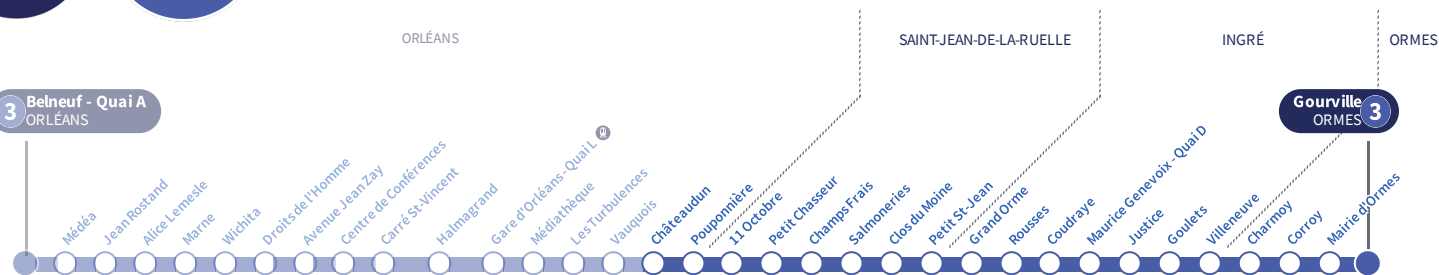 ORLÉANS
SAINT-JEAN-DE-LA-RUELLE
INGRÉ
ORMES
3
Belneuf - Quai A
ORLÉANS
Gourville
ORMES
3
Médéa
Jean Rostand
Alice Lemesle
Marne
Wichita
Droits de l'Homme
Avenue Jean Zay
Centre de Conférences
Carré St-Vincent
Halmagrand
Gare d'Orléans - Quai L
Médiathèque
Les Turbulences
Vauquois
Châteaudun
Pouponnière
11 Octobre
Petit Chasseur
Champs Frais
Salmoneries
Clos du Moine
Petit St-Jean
Grand Orme
Rousses
Coudraye
Maurice Genevoix - Quai D
Justice
Goulets
Villeneuve
Charmoy
Corroy
Mairie d'Ormes